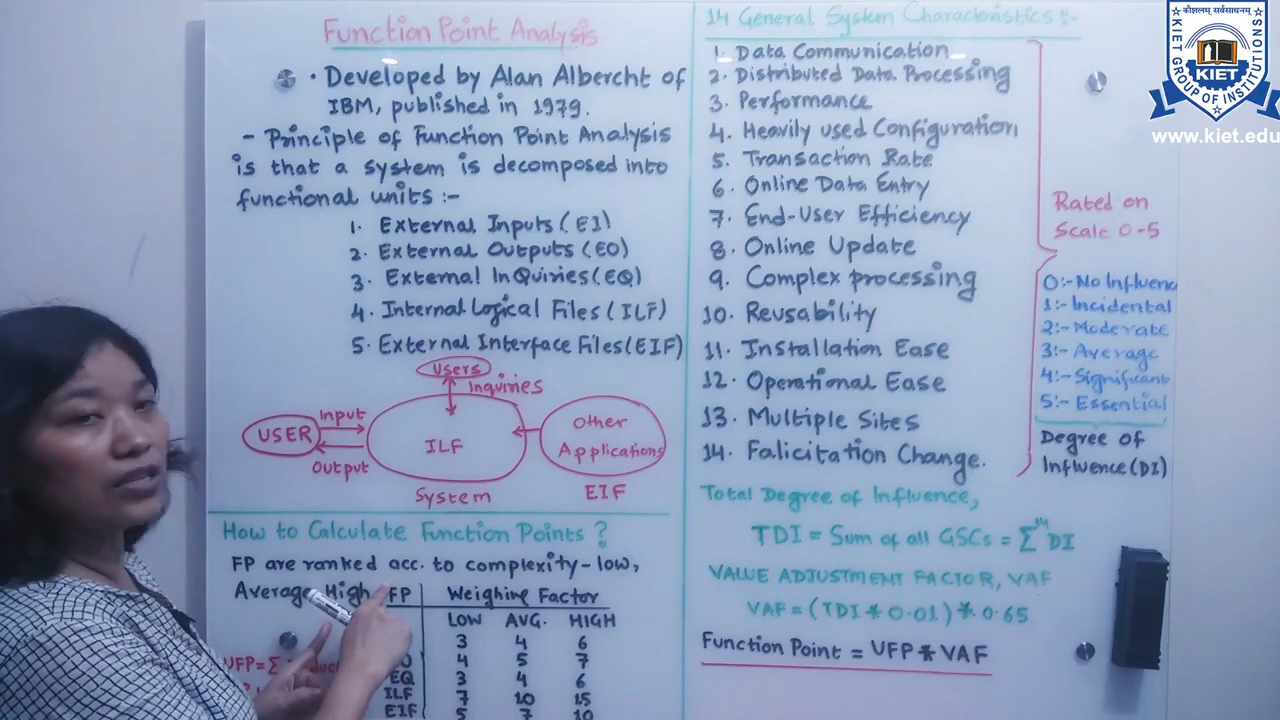 Function Point Analysis
• Developed by Alan Albercht of
IBM, published in 1979.
- Principle of Function Point Analysis
is that a system is decomposed into
functional units :-
1. External Inputs (EI)
2. External Outputs (EO)
3. External InQuiries (EQ)
4. Internal Logical Files (ILF)
5. External Interface Files (EIF)
Users
Inquiries
USER
Input
Output
ILF
System
Other
Applications
EIF
How to Calculate Function Points ?
FP are ranked acc. to complexity - low,
Average, High
FP
Weighing Factor
LOW AVG. HIGH
3 4 6
4 5 7
EQ 3 4 6
ILF 7 10 15
EIF 5 7 10
UFP = Σ
14 General System Characteristics :-
1. Data Communication
2. Distributed Data Processing
3. Performance
4. Heavily used Configuration
5. Transaction Rate
6. Online Data Entry
7. End-User Efficiency
8. Online Update
9. Complex processing
10. Reusability
11. Installation Ease
12. Operational Ease
13. Multiple Sites
14. Falicitation Change.
Rated on
Scale 0-5
0:- No Influenc
1:- Incidental
2:- Moderate
3:- Average
4:- Significant
5:- Essential
Degree of
Influence (DI)
Total Degree of Influence,
TDI = Sum of all GSCs = Σ¹⁴ DI
VALUE ADJUSTMENT FACTOR, VAF
VAF = (TDI * 0.01) * 0.65
Function Point = UFP * VAF
कौशलम् सर्वसाधनम्
KIET
KIET GROUP OF INSTITUTIONS
www.kiet.edu